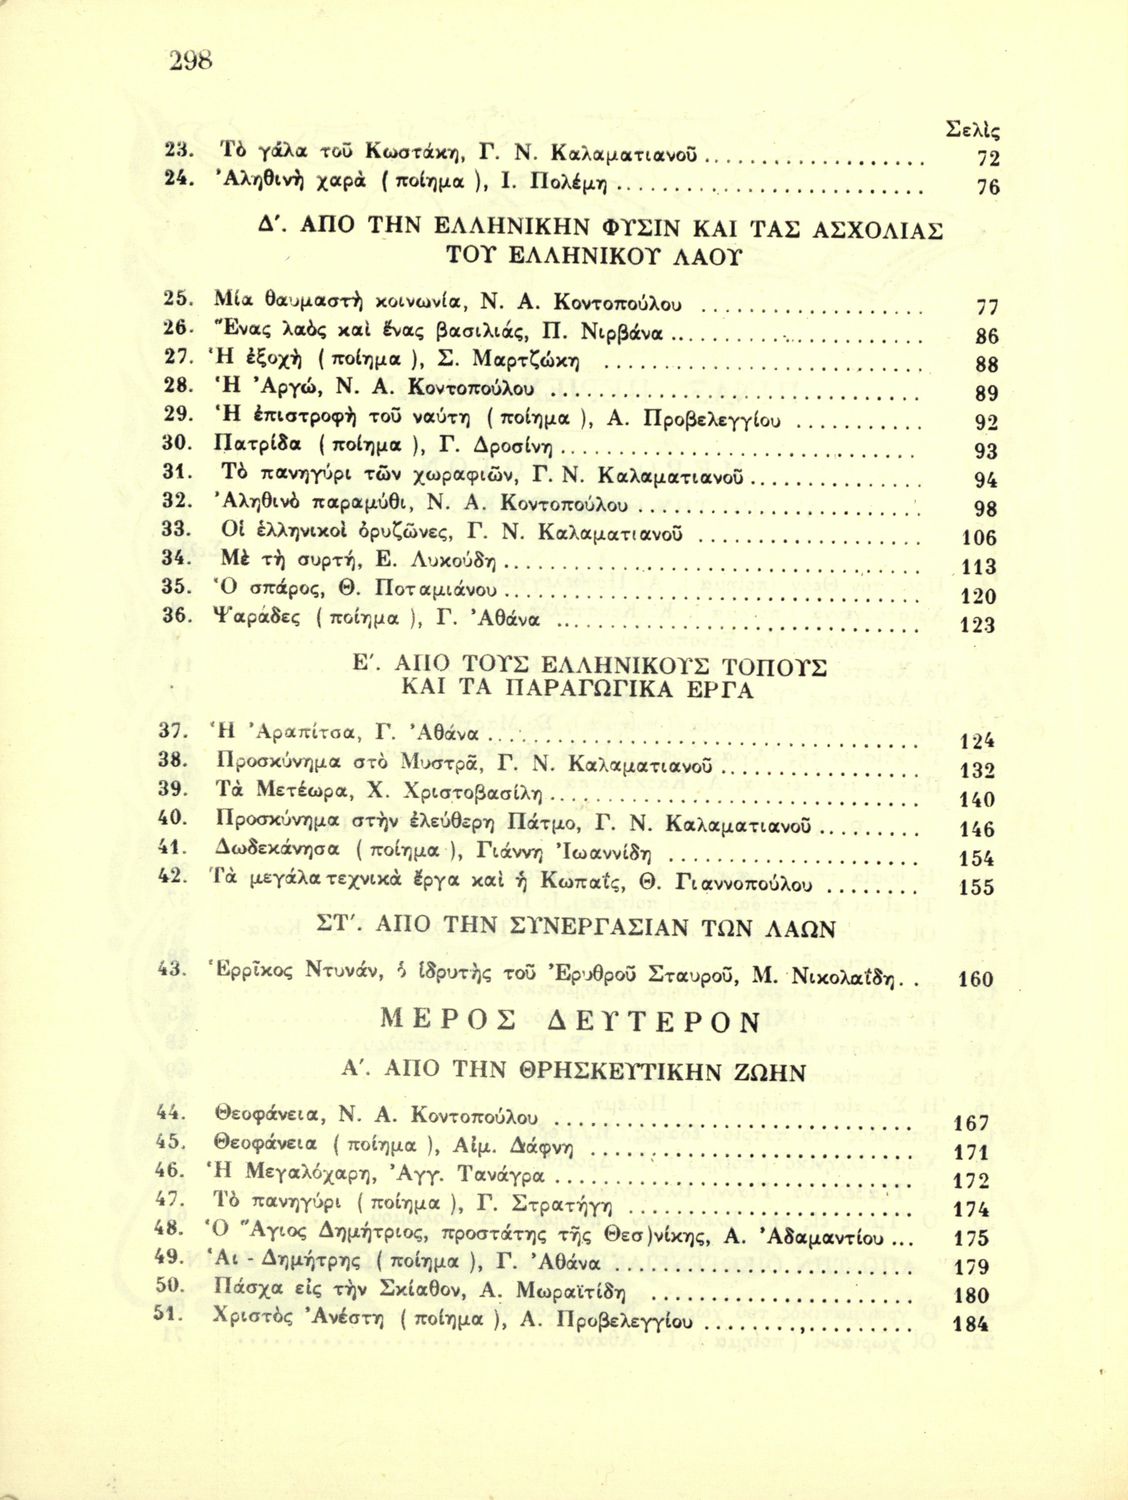 298
Σελὶς
23. Τὸ γάλα τοῦ Κωστάκη, Γ. Ν. Καλαματιανοῦ .................. 72
24. Ἀληθινὴ χαρὰ ( ποίημα ), Ι. Πολέμη .......................... 76
Δ΄. ΑΠΟ ΤΗΝ ΕΛΛΗΝΙΚΗΝ ΦΥΣΙΝ ΚΑΙ ΤΑΣ ΑΣΧΟΛΙΑΣ
ΤΟΥ ΕΛΛΗΝΙΚΟΥ ΛΑΟΥ
25. Μία θαυμαστὴ κοινωνία, Ν. Α. Κοντοπούλου .................. 77
26. Ἕνας λαὸς καὶ ἕνας βασιλιάς, Π. Νιρβάνα .................... 86
27. Ἡ ἐξοχὴ ( ποίημα ), Σ. Μαρτζώκη .......................... 88
28. Ἡ Ἀργώ, Ν. Α. Κοντοπούλου .............................. 89
29. Ἡ ἐπιστροφὴ τοῦ ναύτη ( ποίημα ), Α. Προβελεγγίου ........... 92
30. Πατρίδα ( ποίημα ), Γ. Δροσίνη .............................. 93
31. Τὸ πανηγύρι τῶν χωραφιῶν, Γ. Ν. Καλαματιανοῦ .............. 94
32. Ἀληθινὸ παραμύθι, Ν. Α. Κοντοπούλου ....................... 98
33. Οἱ ἑλληνικοὶ ὀρυζῶνες, Γ. Ν. Καλαματιανοῦ .................. 106
34. Μὲ τὴ συρτή, Ε. Λυκούδη .................................. 113
35. Ὁ σπάρος, Θ. Ποταμιάνου .................................. 120
36. Ψαράδες ( ποίημα ), Γ. Ἀθάνα .............................. 123
Ε΄. ΑΠΟ ΤΟΥΣ ΕΛΛΗΝΙΚΟΥΣ ΤΟΠΟΥΣ
ΚΑΙ ΤΑ ΠΑΡΑΓΩΓΙΚΑ ΕΡΓΑ
37. Ἡ Ἀραπίτσα, Γ. Ἀθάνα .................................... 124
38. Προσκύνημα στὸ Μυστρᾶ, Γ. Ν. Καλαματιανοῦ ................ 132
39. Τὰ Μετέωρα, Χ. Χριστοβασίλη .............................. 140
40. Προσκύνημα στὴν ἐλεύθερη Πάτμο, Γ. Ν. Καλαματιανοῦ ......... 146
41. Δωδεκάνησα ( ποίημα ), Γιάννη Ἰωαννίδη ..................... 154
42. Τὰ μεγάλα τεχνικὰ ἔργα καὶ ἡ Κωπαΐς, Θ. Γιαννοπούλου ........ 155
ΣΤ΄. ΑΠΟ ΤΗΝ ΣΥΝΕΡΓΑΣΙΑΝ ΤΩΝ ΛΑΩΝ
43. Ἑρρῖκος Ντυνάν, ὁ ἱδρυτὴς τοῦ Ἐρυθροῦ Σταυροῦ, Μ. Νικολαΐδη. . 160
ΜΕΡΟΣ ΔΕΥΤΕΡΟΝ
Α΄. ΑΠΟ ΤΗΝ ΘΡΗΣΚΕΥΤΙΚΗΝ ΖΩΗΝ
44. Θεοφάνεια, Ν. Α. Κοντοπούλου .............................. 167
45. Θεοφάνεια ( ποίημα ), Αἰμ. Δάφνη ........................... 171
46. Ἡ Μεγαλόχαρη, Ἀγγ. Τανάγρα .............................. 172
47. Τὸ πανηγύρι ( ποίημα ), Γ. Στρατήγη ........................ 174
48. Ὁ Ἅγιος Δημήτριος, προστάτης τῆς Θεσ)νίκης, Α. Ἀδαμαντίου ... 175
49. Ἁι - Δημήτρης ( ποίημα ), Γ. Ἀθάνα ......................... 179
50. Πάσχα εἰς τὴν Σκίαθον, Α. Μωραϊτίδη ...................... 180
51. Χριστὸς Ἀνέστη ( ποίημα ), Α. Προβελεγγίου .................. 184